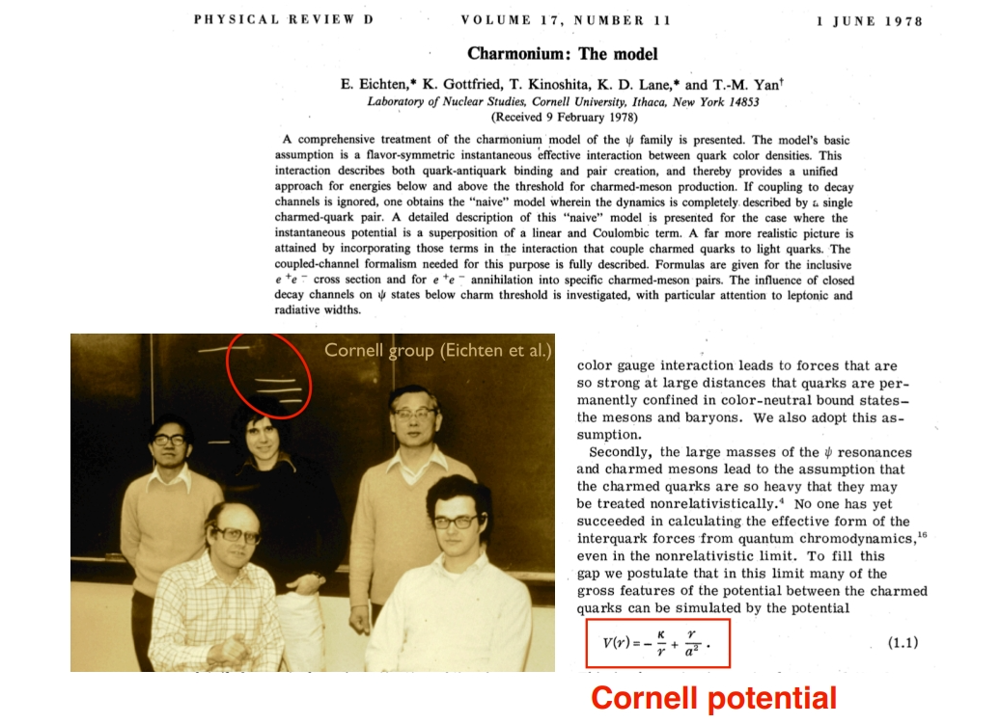 PHYSICAL REVIEW D VOLUME 17, NUMBER 11 1 JUNE 1978
Charmonium: The model
E. Eichten,* K. Gottfried, T. Kinoshita, K. D. Lane,* and T.-M. Yan†
Laboratory of Nuclear Studies, Cornell University, Ithaca, New York 14853
(Received 9 February 1978)
A comprehensive treatment of the charmonium model of the ψ family is presented. The model's basic
assumption is a flavor-symmetric instantaneous effective interaction between quark color densities. This
interaction describes both quark-antiquark binding and pair creation, and thereby provides a unified
approach for energies below and above the threshold for charmed-meson production. If coupling to decay
channels is ignored, one obtains the "naive" model wherein the dynamics is completely described by a single
charmed-quark pair. A detailed description of this "naive" model is presented for the case where the
instantaneous potential is a superposition of a linear and Coulombic term. A far more realistic picture is
attained by incorporating those terms in the interaction that couple charmed quarks to light quarks. The
coupled-channel formalism needed for this purpose is fully described. Formulas are given for the inclusive
e⁺e⁻ cross section and for e⁺e⁻ annihilation into specific charmed-meson pairs. The influence of closed
decay channels on ψ states below charm threshold is investigated, with particular attention to leptonic and
radiative widths.
Cornell group (Eichten et al.)
color gauge interaction leads to forces that are
so strong at large distances that quarks are per-
manently confined in color-neutral bound states—
the mesons and baryons. We also adopt this as-
sumption.
Secondly, the large masses of the ψ resonances
and charmed mesons lead to the assumption that
the charmed quarks are so heavy that they may
be treated nonrelativistically.⁴ No one has yet
succeeded in calculating the effective form of the
interquark forces from quantum chromodynamics,¹⁶
even in the nonrelativistic limit. To fill this
gap we postulate that in this limit many of the
gross features of the potential between the charmed
quarks can be simulated by the potential
V(r) = − κ/r + r/a² . (1.1)
Cornell potential